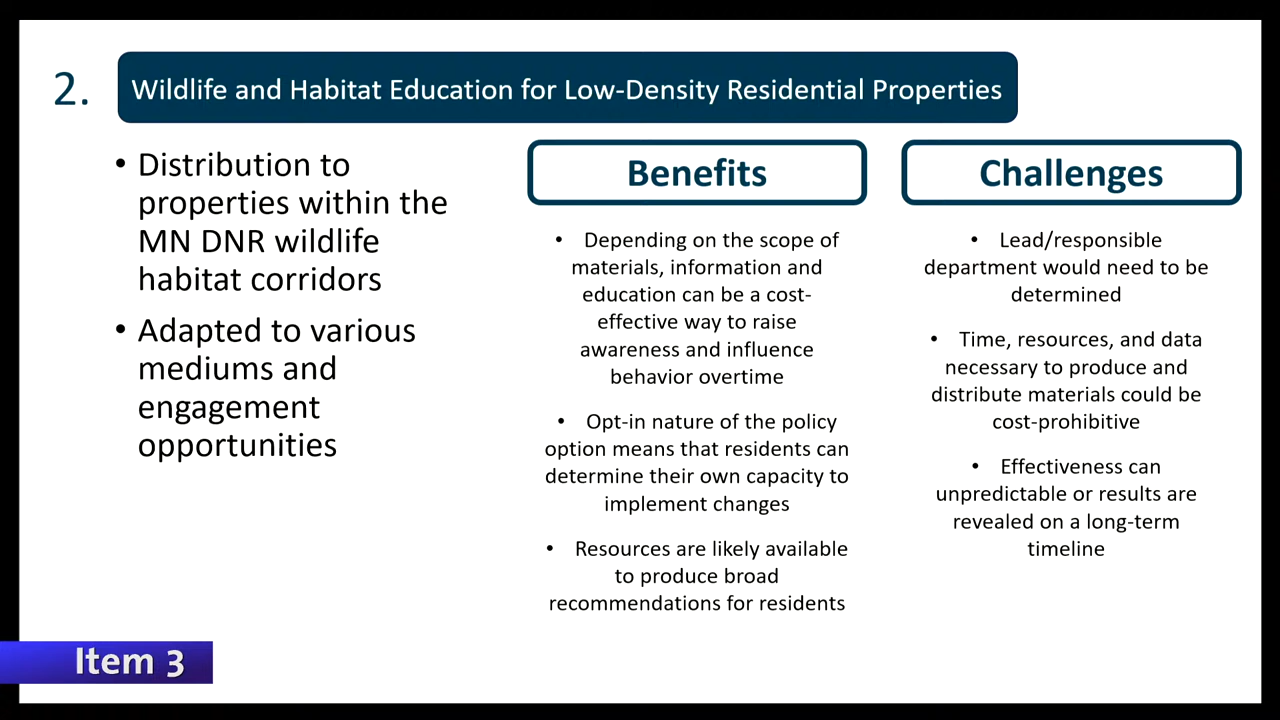 2.
Wildlife and Habitat Education for Low-Density Residential Properties
• Distribution to
properties within the
MN DNR wildlife
habitat corridors
• Adapted to various
mediums and
engagement
opportunities
Benefits
• Depending on the scope of
materials, information and
education can be a cost-
effective way to raise
awareness and influence
behavior overtime
• Opt-in nature of the policy
option means that residents can
determine their own capacity to
implement changes
• Resources are likely available
to produce broad
recommendations for residents
Challenges
• Lead/responsible
department would need to be
determined
• Time, resources, and data
necessary to produce and
distribute materials could be
cost-prohibitive
• Effectiveness can
unpredictable or results are
revealed on a long-term
timeline
Item 3